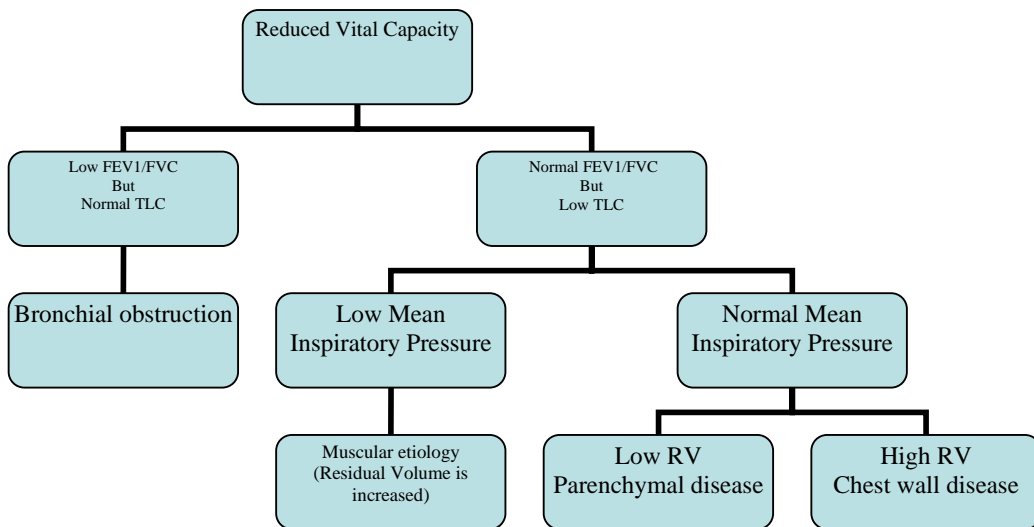 Reduced Vital Capacity
Low FEV1/FVC
But
Normal TLC
Normal FEV1/FVC
But
Low TLC
Bronchial obstruction
Low Mean
Inspiratory Pressure
Normal Mean
Inspiratory Pressure
Muscular etiology
(Residual Volume is
increased)
Low RV
Parenchymal disease
High RV
Chest wall disease